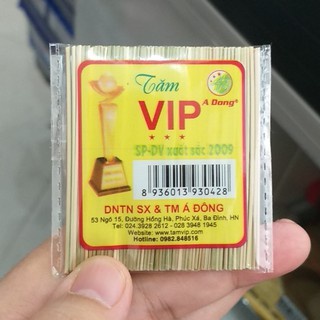 Tăm
VIP
A Dong®
SP-DV xuất sắc 2009
8 936013 930428
DNTN SX & TM Á ĐÔNG
53 Ngõ 15, Đường Hồng Hà, Phúc Xá, Ba Đình, HN
Tel: 024.3928 2612 - 028 3948 1945
Website: www.tamvip.com
Hotline: 0982.848516